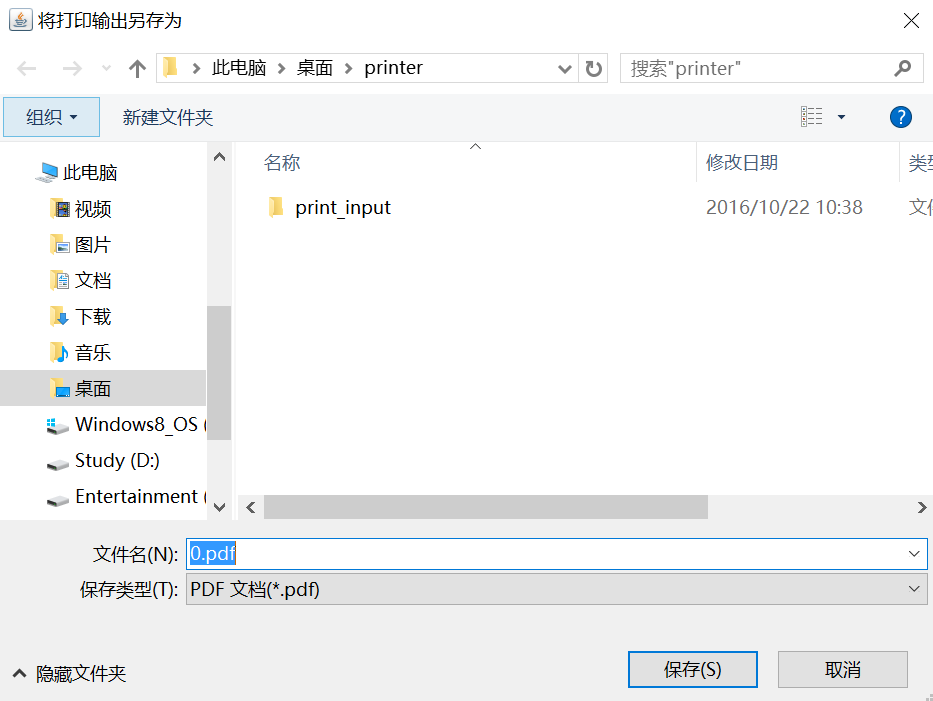 将打印输出另存为
此电脑 桌面 printer
搜索"printer"
组织
新建文件夹
?
名称 修改日期 类型
print_input 2016/10/22 10:38
此电脑
视频
图片
文档
下载
音乐
桌面
Windows8_OS (
Study (D:)
Entertainment (
文件名(N): 0.pdf
保存类型(T): PDF 文档(*.pdf)
隐藏文件夹
保存(S)
取消